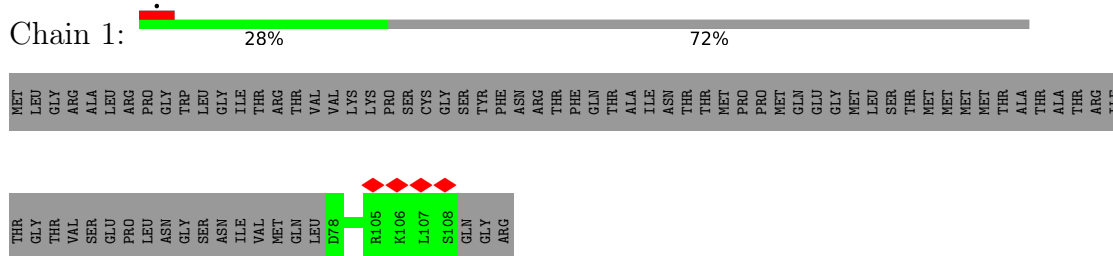 Chain 1:
28% 72%
MET LEU GLY ARG ALA LEU ARG PRO GLY TRP LEU GLY ILE THR ARG THR VAL VAL LYS LYS PRO SER CYS GLY SER TYR PHE ASN ARG THR PHE GLN THR ALA ILE ASN THR THR MET PRO PRO MET GLN GLU GLY MET LEU SER THR MET MET MET MET THR ALA THR ALA THR ARG ILE
THR GLY THR VAL SER GLU PRO LEU ASN GLY SER ASN ILE VAL MET GLN LEU D78 R105 K106 L107 S108 GLN GLY ARG